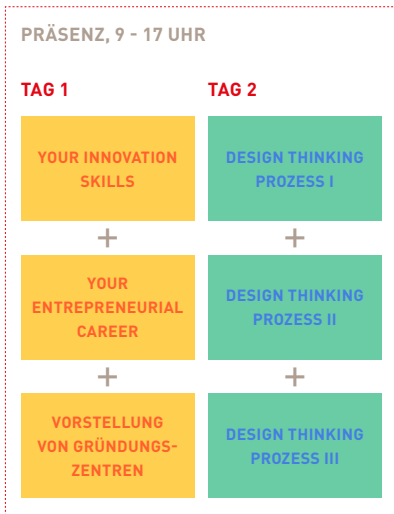 PRÄSENZ, 9 - 17 UHR
TAG 1
YOUR INNOVATION
SKILLS
+
YOUR
ENTREPRENEURIAL
CAREER
+
VORSTELLUNG
VON GRÜNDUNGS-
ZENTREN
TAG 2
DESIGN THINKING
PROZESS I
+
DESIGN THINKING
PROZESS II
+
DESIGN THINKING
PROZESS III